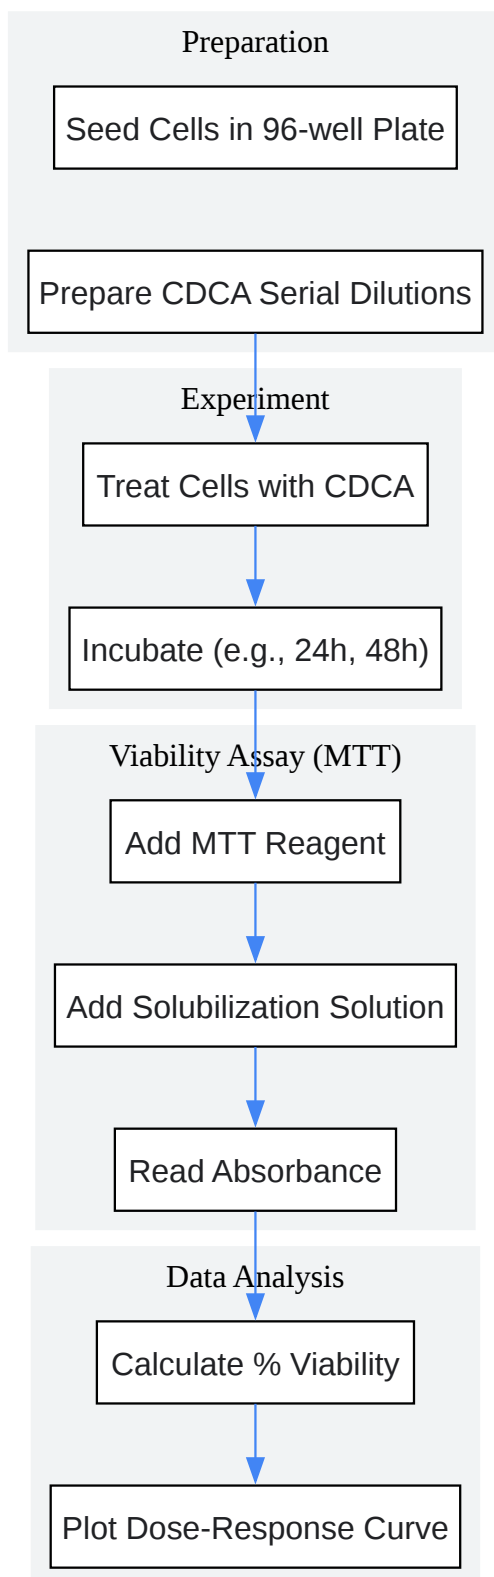 Preparation
Seed Cells in 96-well Plate
Prepare CDCA Serial Dilutions
Experiment
Treat Cells with CDCA
Incubate (e.g., 24h, 48h)
Viability Assay (MTT)
Add MTT Reagent
Add Solubilization Solution
Read Absorbance
Data Analysis
Calculate % Viability
Plot Dose-Response Curve